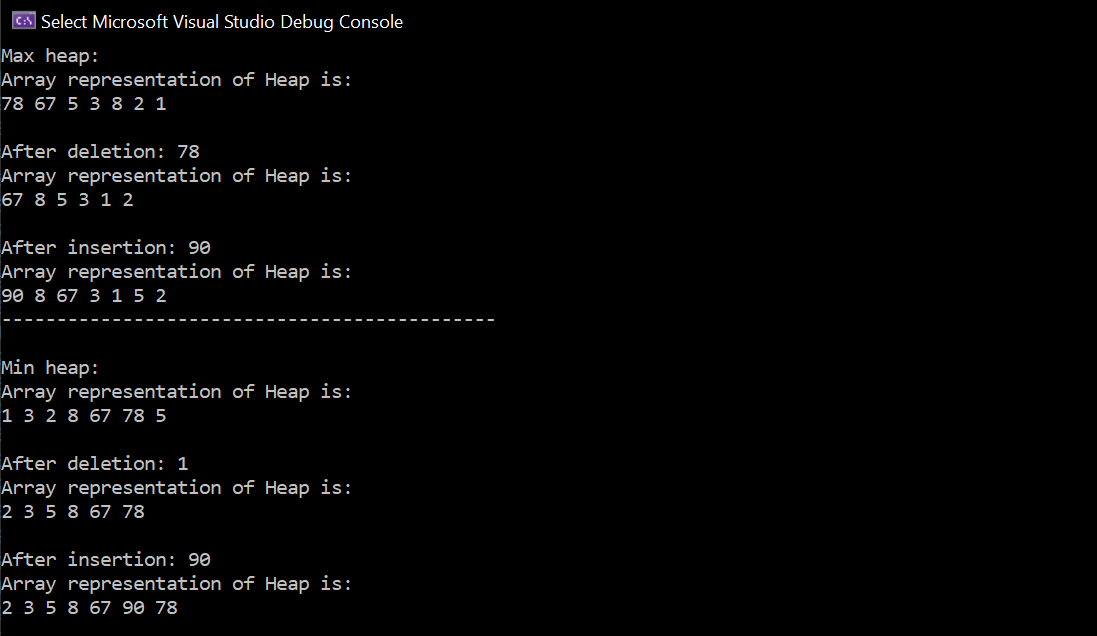 C:\ Select Microsoft Visual Studio Debug Console
Max heap:
Array representation of Heap is:
78 67 5 3 8 2 1
After deletion: 78
Array representation of Heap is:
67 8 5 3 1 2
After insertion: 90
Array representation of Heap is:
90 8 67 3 1 5 2
---------------------------------------------
Min heap:
Array representation of Heap is:
1 3 2 8 67 78 5
After deletion: 1
Array representation of Heap is:
2 3 5 8 67 78
After insertion: 90
Array representation of Heap is:
2 3 5 8 67 90 78